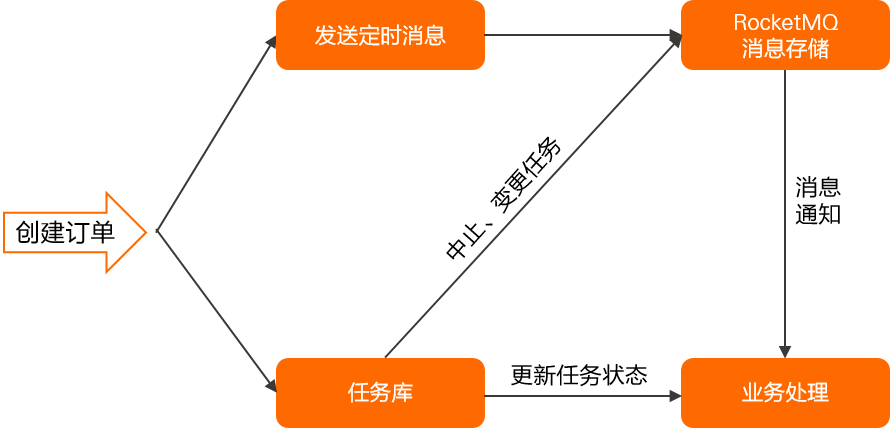 发送定时消息
RocketMQ
消息存储
中止、变更任务
消息
通知
创建订单
任务库
更新任务状态
业务处理